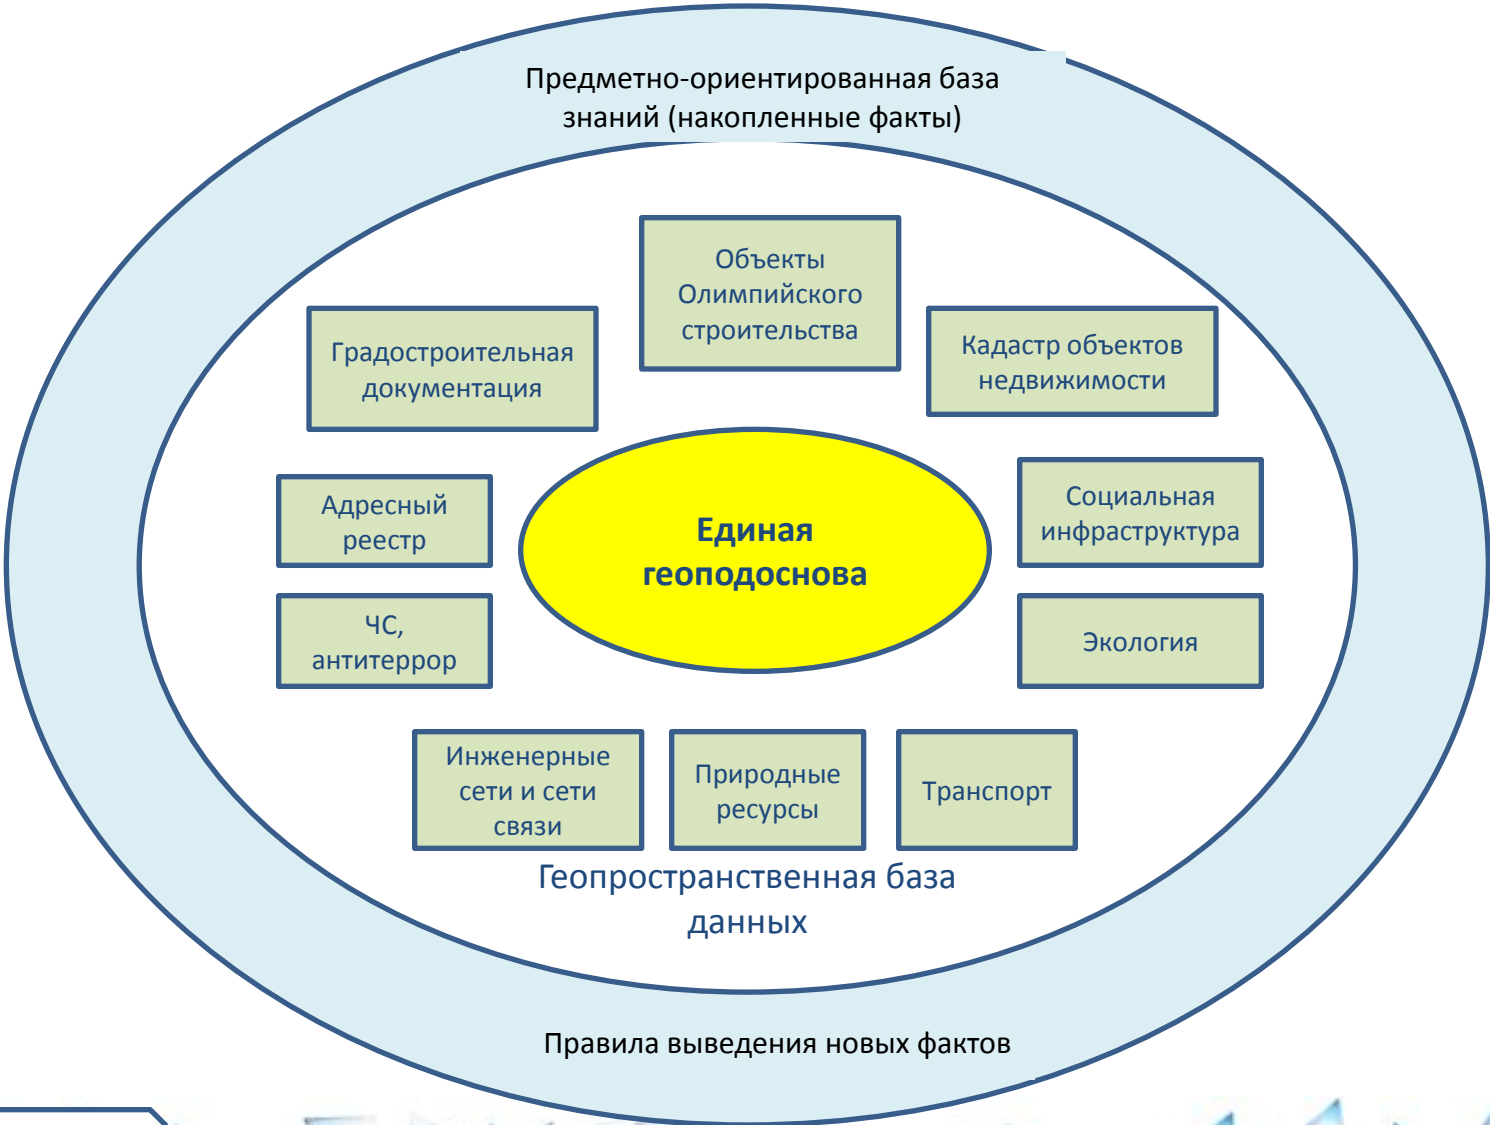 Предметно-ориентированная база
знаний (накопленные факты)
Объекты
Олимпийского
строительства
Градостроительная
документация
Кадастр объектов
недвижимости
Адресный
реестр
Единая
геоподоснова
Социальная
инфраструктура
ЧС,
антитеррор
Экология
Инженерные
сети и сети
связи
Природные
ресурсы
Транспорт
Геопространственная база
данных
Правила выведения новых фактов